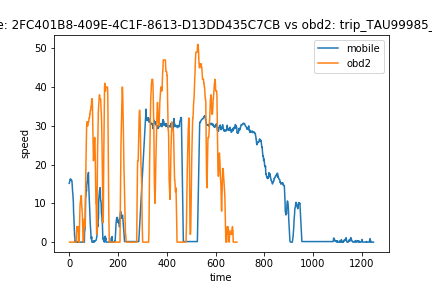 e: 2FC401B8-409E-4C1F-8613-D13DD435C7CB vs obd2: trip_TAU99985_
mobile
obd2
speed
50
40
30
20
10
0
0 200 400 600 800 1000 1200
time